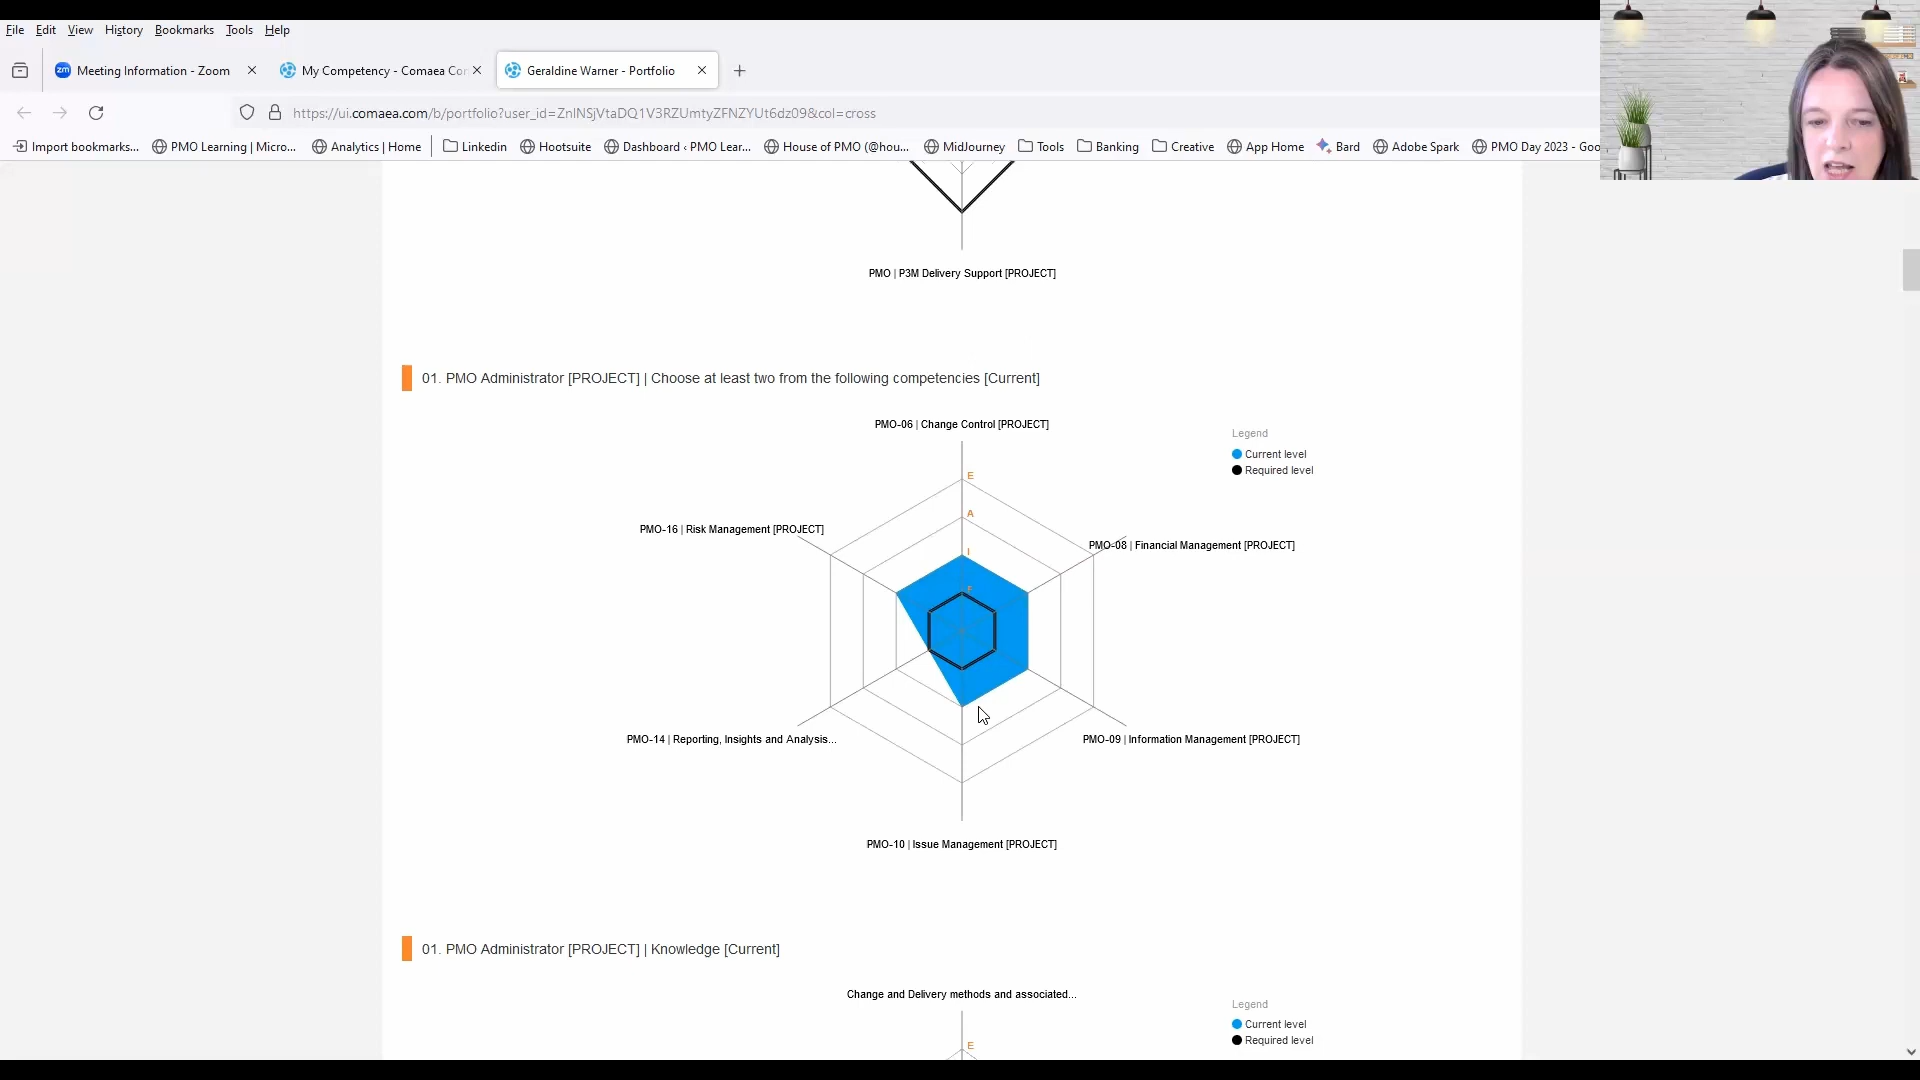 File Edit View History Bookmarks Tools Help
zm Meeting Information - Zoom
My Competency - Comaea Co
Geraldine Warner - Portfolio
https://ui.comaea.com/b/portfolio?user_id=ZnlNSjVtaDQ1V3RZUmtyZFNZYUt6dz09&col=cross
Import bookmarks... PMO Learning | Micro... Analytics | Home Linkedin Hootsuite Dashboard ‹ PMO Lear... House of PMO (@hou... MidJourney Tools App Home Banking Creative Bard Adobe Spark PMO Day 2023 - Goo
PMO | P3M Delivery Support [PROJECT]
01. PMO Administrator [PROJECT] | Choose at least two from the following competencies [Current]
PMO-06 | Change Control [PROJECT]
Legend
Current level
Required level
E
A
I
F
PMO-16 | Risk Management [PROJECT]
PMO-08 | Financial Management [PROJECT]
PMO-14 | Reporting, Insights and Analysis...
PMO-09 | Information Management [PROJECT]
PMO-10 | Issue Management [PROJECT]
01. PMO Administrator [PROJECT] | Knowledge [Current]
Change and Delivery methods and associated...
Legend
Current level
Required level
E